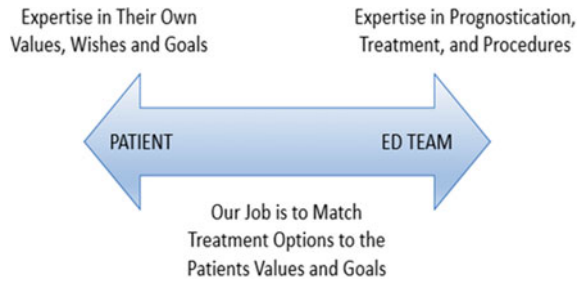 Expertise in Their Own
Values, Wishes and Goals
Expertise in Prognostication,
Treatment, and Procedures
PATIENT
ED TEAM
Our Job is to Match
Treatment Options to the
Patients Values and Goals